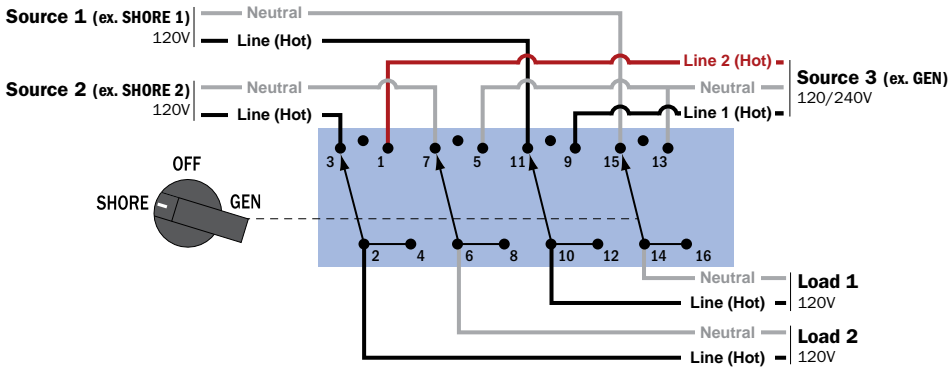 Source 1 (ex. SHORE 1)
120V
Neutral
Line (Hot)
Source 2 (ex. SHORE 2)
120V
Neutral
Line (Hot)
Line 2 (Hot)
Neutral
Line 1 (Hot)
Source 3 (ex. GEN)
120/240V
3 1 7 5 11 9 15 13
OFF
SHORE GEN
2 4 6 8 10 12 14 16
Neutral
Line (Hot)
Load 1
120V
Neutral
Line (Hot)
Load 2
120V